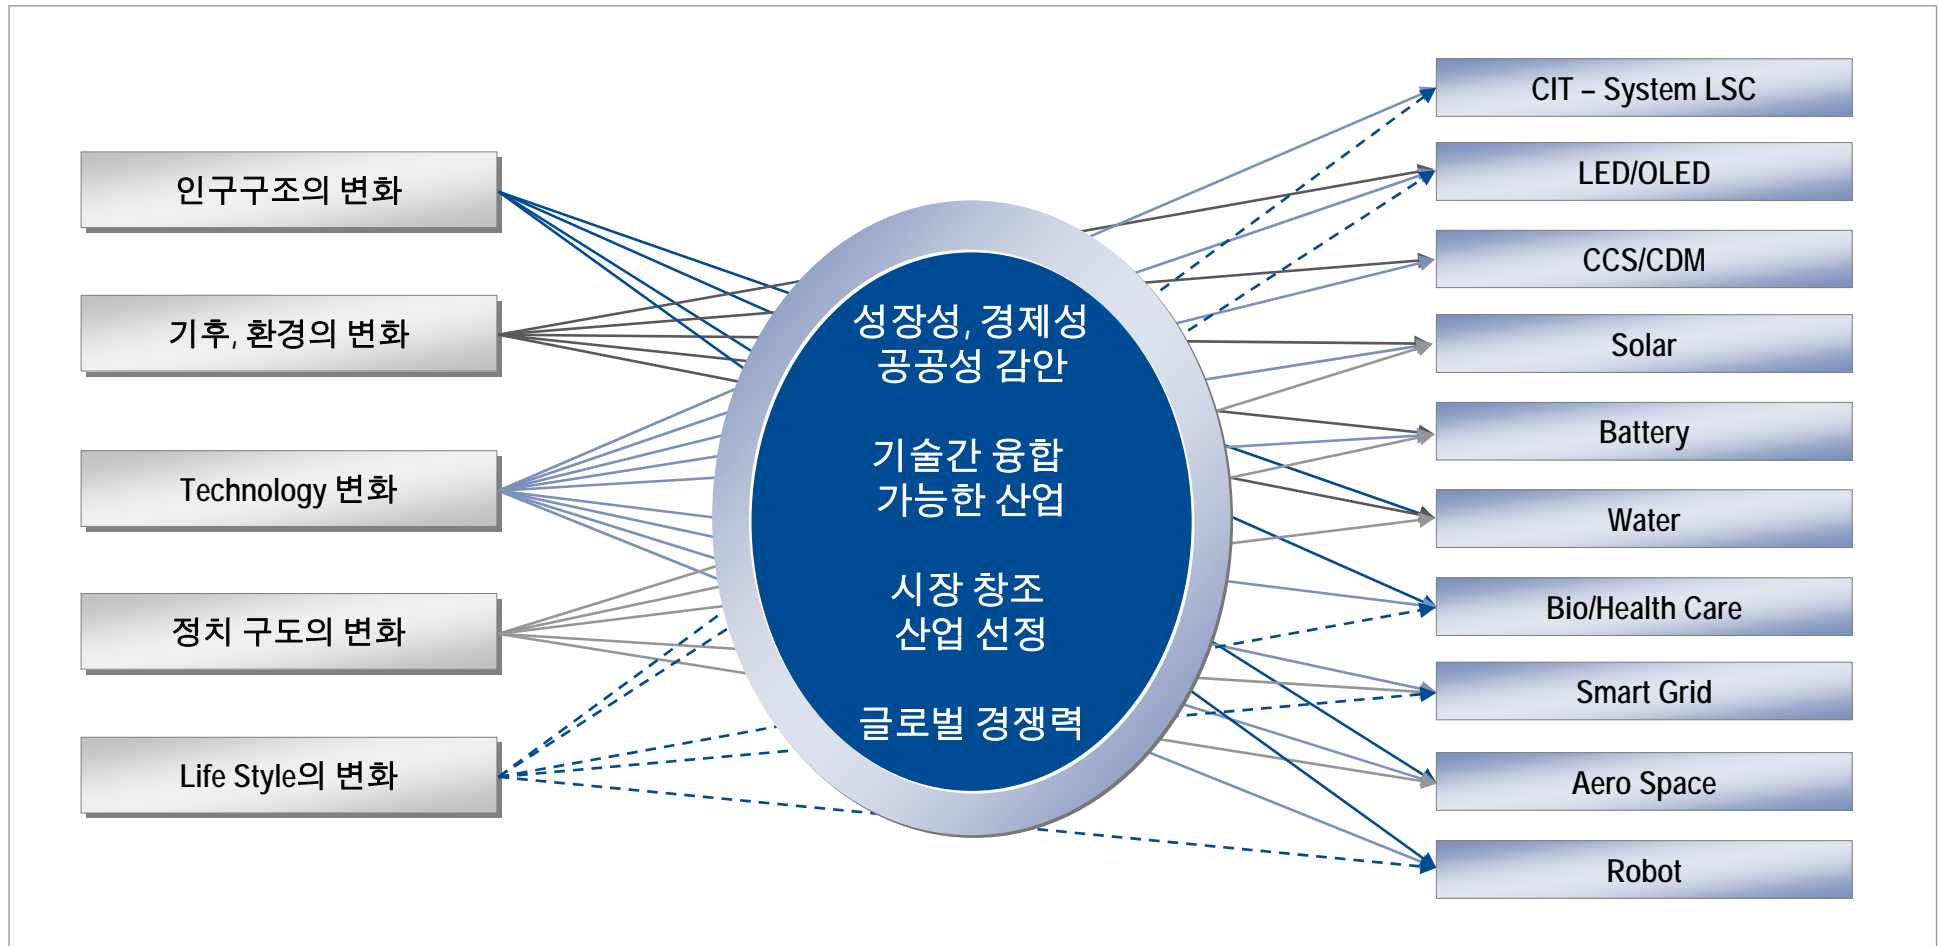 인구구조의 변화
기후, 환경의 변화
Technology 변화
정치 구도의 변화
Life Style의 변화
성장성, 경제성
공공성 감안
기술간 융합
가능한 산업
시장 창조
산업 선정
글로벌 경쟁력
CIT – System LSC
LED/OLED
CCS/CDM
Solar
Battery
Water
Bio/Health Care
Smart Grid
Aero Space
Robot